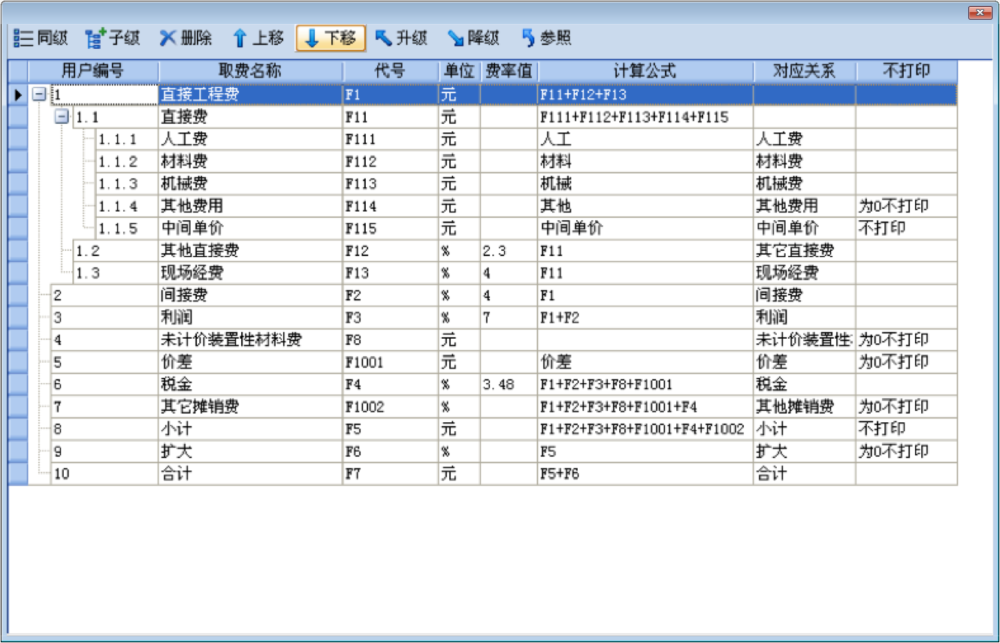 同级 子级 删除 上移 下移 升级 降级 参照
用户编号 取费名称 代号 单位 费率值 计算公式 对应关系 不打印
1 直接工程费 F1 元 F11+F12+F13
1.1 直接费 F11 元 F111+F112+F113+F114+F115
1.1.1 人工费 F111 元 人工 人工费
1.1.2 材料费 F112 元 材料 材料费
1.1.3 机械费 F113 元 机械 机械费
1.1.4 其他费用 F114 元 其他 其他费用 为0不打印
1.1.5 中间单价 F115 元 中间单价 中间单价 不打印
1.2 其他直接费 F12 % 2.3 F11 其它直接费
1.3 现场经费 F13 % 4 F11 现场经费
2 间接费 F2 % 4 F1 间接费
3 利润 F3 % 7 F1+F2 利润
4 未计价装置性材料费 F8 元 未计价装置性 为0不打印
5 价差 F1001 元 价差 价差 为0不打印
6 税金 F4 % 3.48 F1+F2+F3+F8+F1001 税金
7 其它摊销费 F1002 % F1+F2+F3+F8+F1001+F4 其他摊销费 为0不打印
8 小计 F5 元 F1+F2+F3+F8+F1001+F4+F1002 小计 不打印
9 扩大 F6 % F5 扩大 为0不打印
10 合计 F7 元 F5+F6 合计